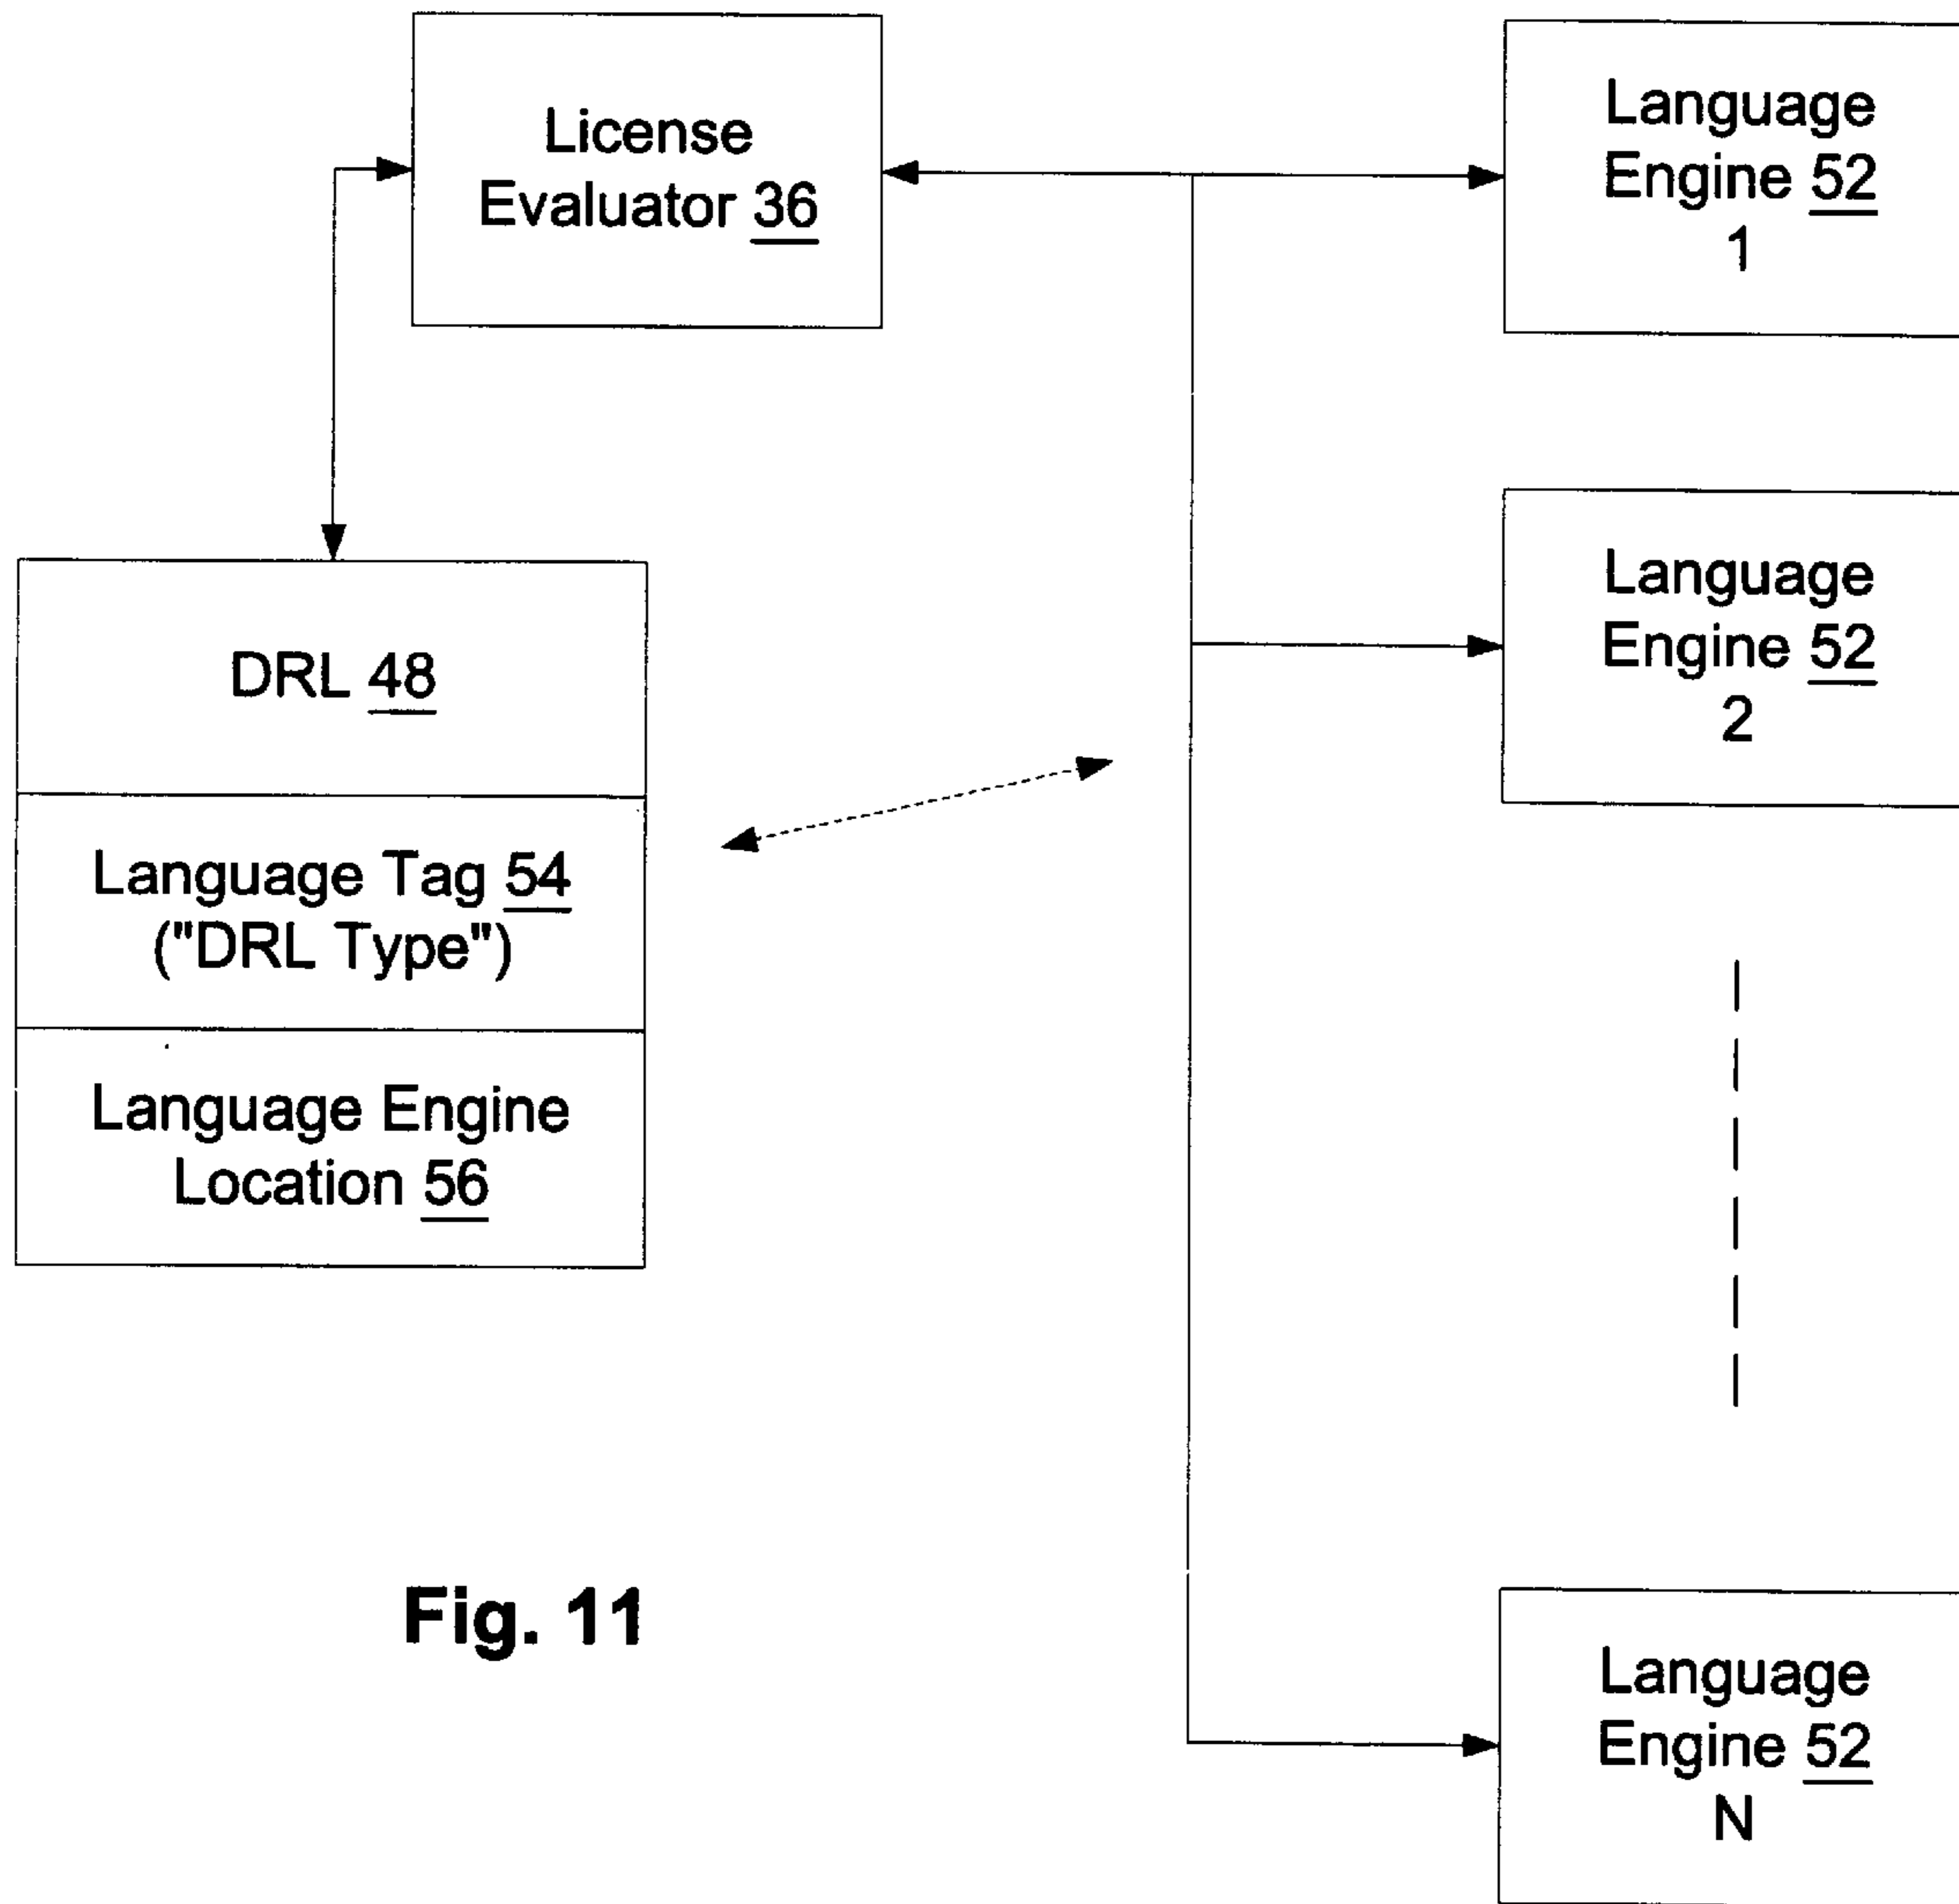 License
Evaluator 36
Language
Engine 52
1
Language
Engine 52
2
DRL 48
Language Tag 54
("DRL Type")
Language Engine
Location 56
Fig. 11
Language
Engine 52
N